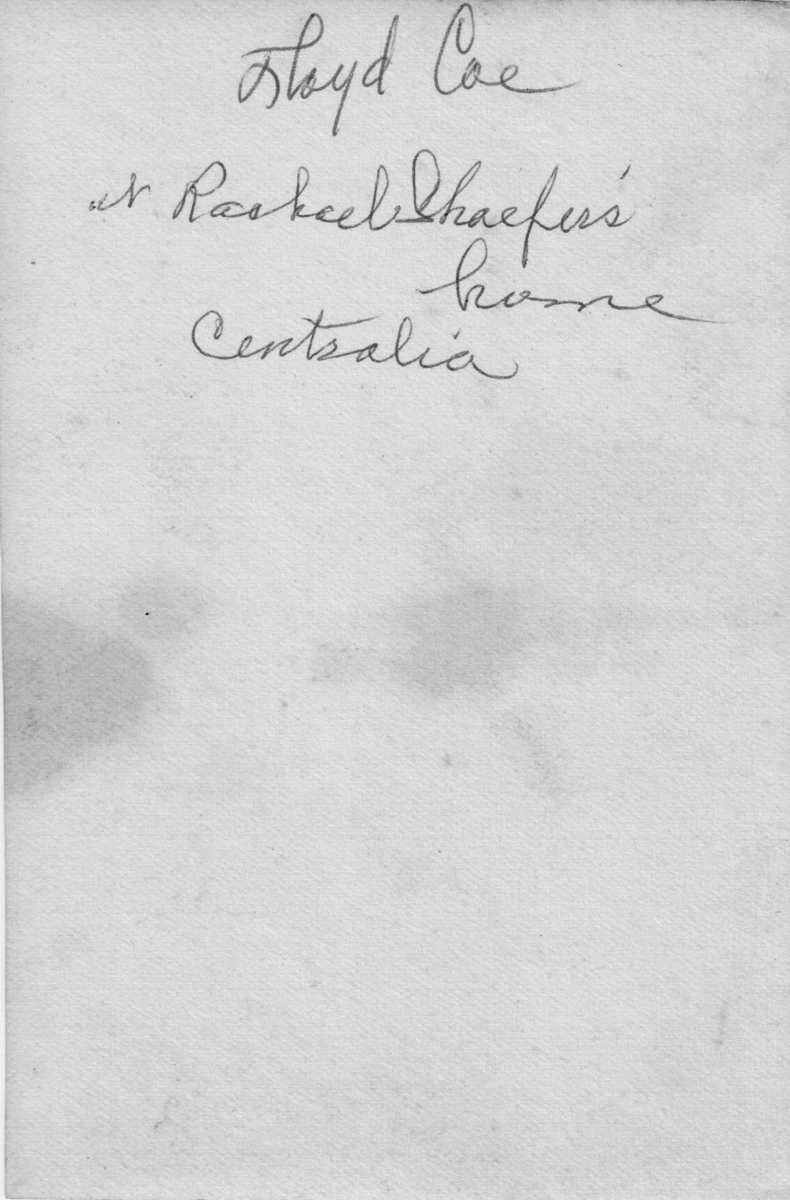 Floyd Coe
at Rachael Shaefer's
home
Centralia